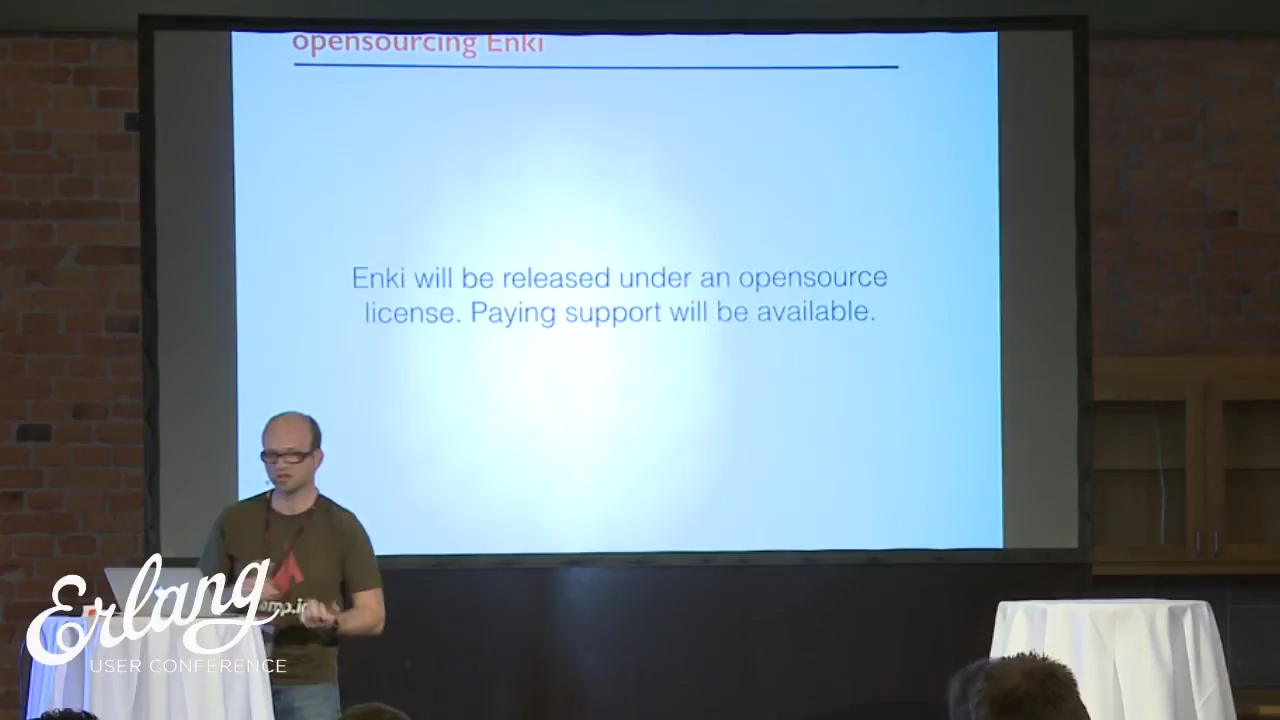 opensourcing Enki
Enki will be released under an opensource
license. Paying support will be available.
Erlang
USER CONFERENCE